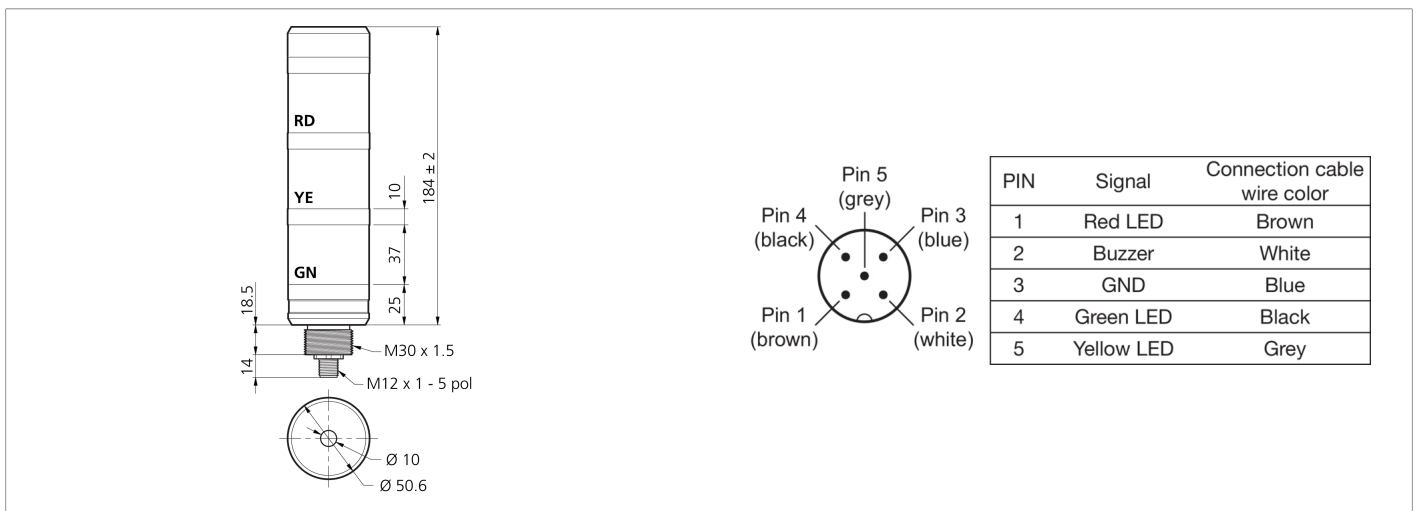 RD
YE
GN
184 ± 2
10
37
25
18.5
14
M30 x 1.5
M12 x 1 - 5 pol
Ø 10
Ø 50.6
Pin 5
(grey)
Pin 4
(black)
Pin 3
(blue)
Pin 1
(brown)
Pin 2
(white)
PIN Signal Connection cable
wire color
1 Red LED Brown
2 Buzzer White
3 GND Blue
4 Green LED Black
5 Yellow LED Grey